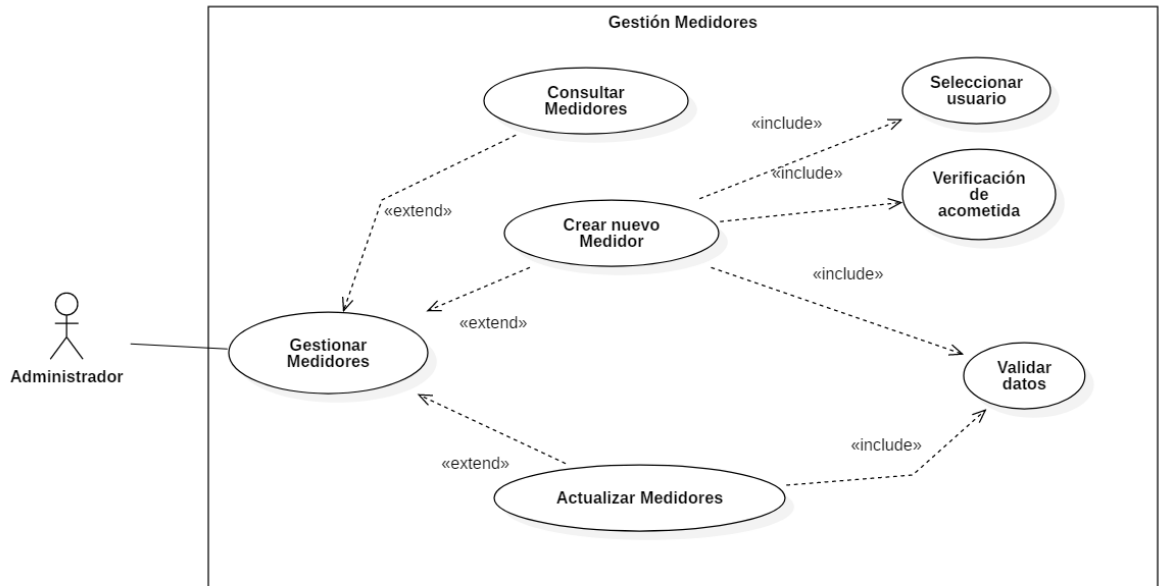 Gestión Medidores
Consultar
Medidores
Seleccionar
usuario
«include»
«include»
Verificación
de
acometida
«extend»
Crear nuevo
Medidor
«include»
«extend»
Gestionar
Medidores
Administrador
Validar
datos
«include»
«extend»
Actualizar Medidores